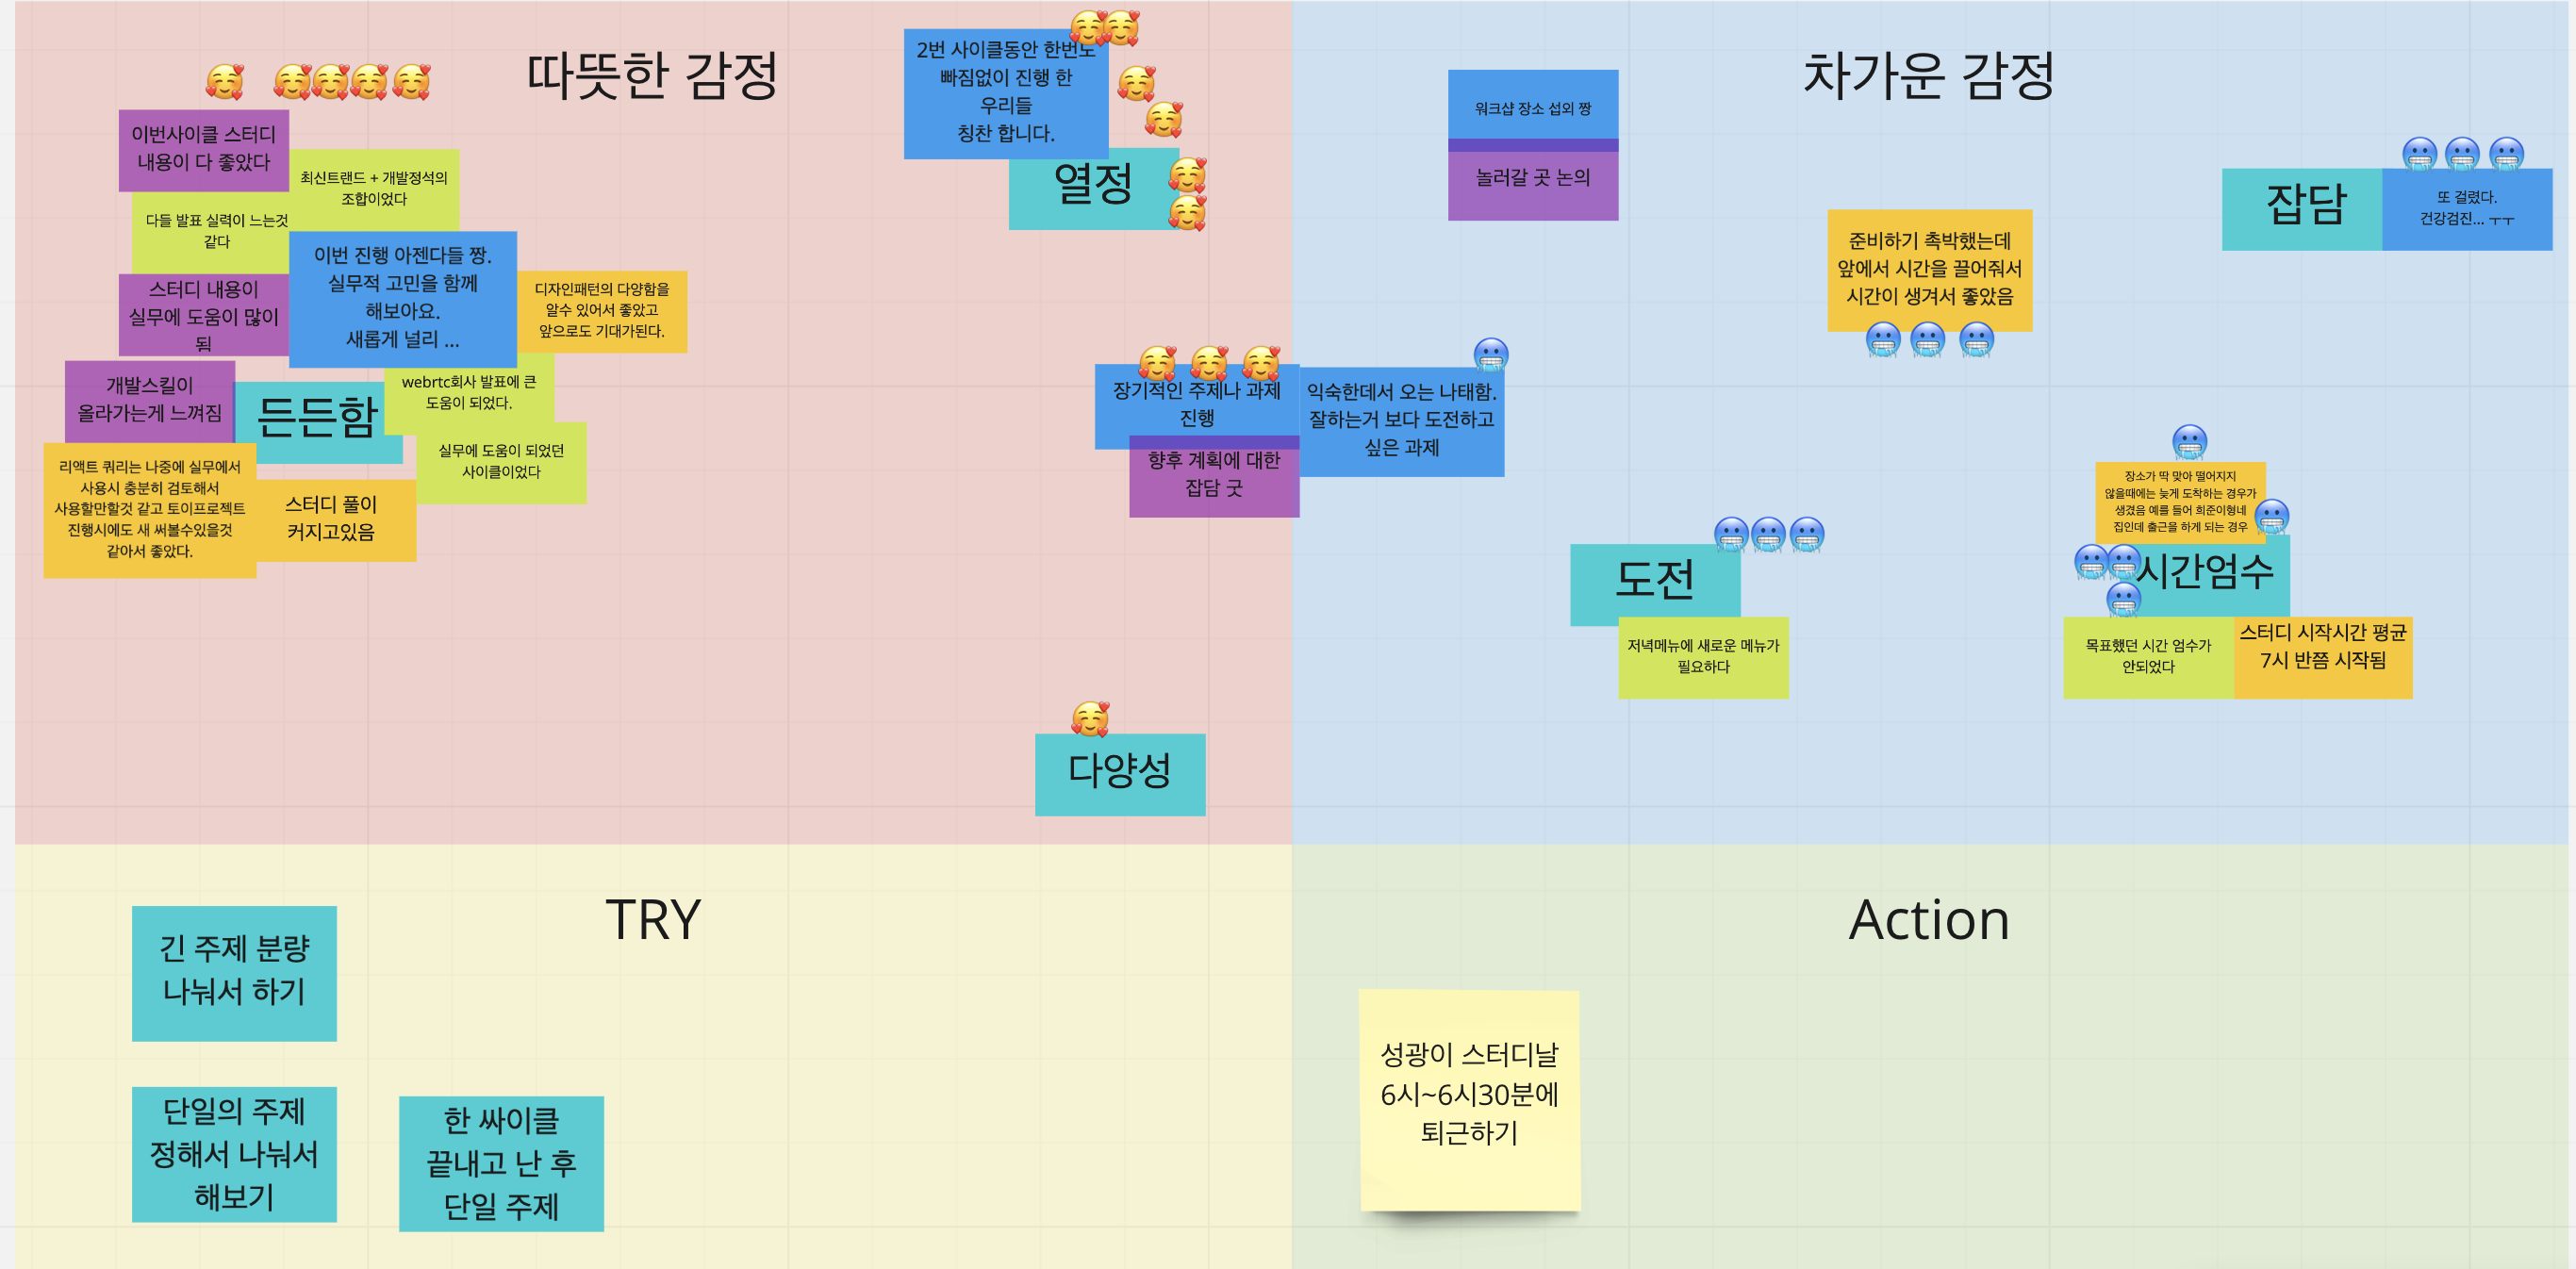 따뜻한 감정
이번사이클 스터디
내용이 다 좋았다
최신트랜드 + 개발정석의
조합이었다
다들 발표 실력이 느는것
같다
스터디 내용이
실무에 도움이 많이
됨
이번 진행 아젠다들 짱.
실무적 고민을 함께
해보아요.
새롭게 널리 ...
디자인패턴의 다양함을
알수 있어서 좋았고
앞으로도 기대가된다.
개발스킬이
올라가는게 느껴짐
든든함
webrtc회사 발표에 큰
도움이 되었다.
실무에 도움이 되었던
사이클이었다
리액트 쿼리는 나중에 실무에서
사용시 충분히 검토해서
사용할만할것 같고 토이프로젝트
진행시에도 새 써볼수있을것
같아서 좋았다.
스터디 풀이
커지고있음
2번 사이클동안 한번도
빠짐없이 진행 한
우리들
칭찬 합니다.
열정
장기적인 주제나 과제
진행
향후 계획에 대한
잡담 굿
다양성
차가운 감정
워크샵 장소 섭외 짱
놀러갈 곳 논의
준비하기 촉박했는데
앞에서 시간을 끌어줘서
시간이 생겨서 좋았음
잡담
또 걸렸다.
건강검진... ㅜㅜ
익숙한데서 오는 나태함.
잘하는거 보다 도전하고
싶은 과제
도전
저녁메뉴에 새로운 메뉴가
필요하다
장소가 딱 맞아 떨어지지
않을때에는 늦게 도착하는 경우가
생겼음 예를 들어 희준이형네
집인데 출근을 하게 되는 경우
시간엄수
목표했던 시간 엄수가
안되었다
스터디 시작시간 평균
7시 반쯤 시작됨
TRY
긴 주제 분량
나눠서 하기
단일의 주제
정해서 나눠서
해보기
한 싸이클
끝내고 난 후
단일 주제
Action
성광이 스터디날
6시~6시30분에
퇴근하기